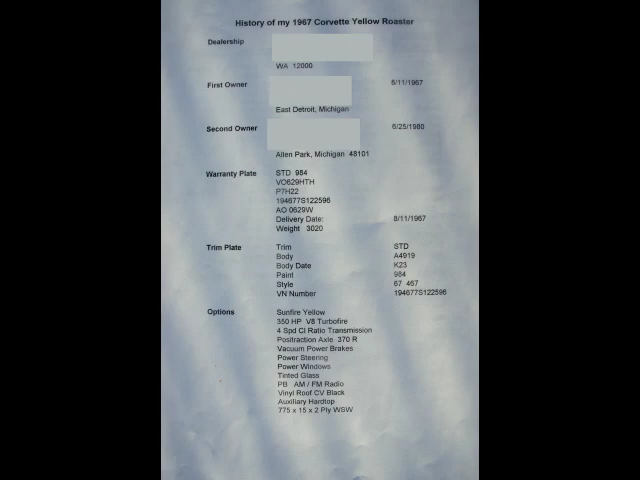 History of my 1967 Corvette Yellow Roaster
Dealership
WA 12000
First Owner 8/11/1967
East Detroit, Michigan
Second Owner 6/25/1980
Allen Park, Michigan 48101
Warranty Plate STD 984
VO629HTH
P7H22
194677S122596
AO 0629W
Delivery Date: 8/11/1967
Weight 3020
Trim Plate Trim STD
Body A4919
Body Date K23
Paint 984
Style 67 467
VN Number 194677S122596
Options Sunfire Yellow
350 HP V8 Turbofire
4 Spd Cl Ratio Transmission
Positraction Axle 370 R
Vacuum Power Brakes
Power Steering
Power Windows
Tinted Glass
PB AM / FM Radio
Vinyl Roof CV Black
Auxiliary Hardtop
775 x 15 x 2 Ply WSW